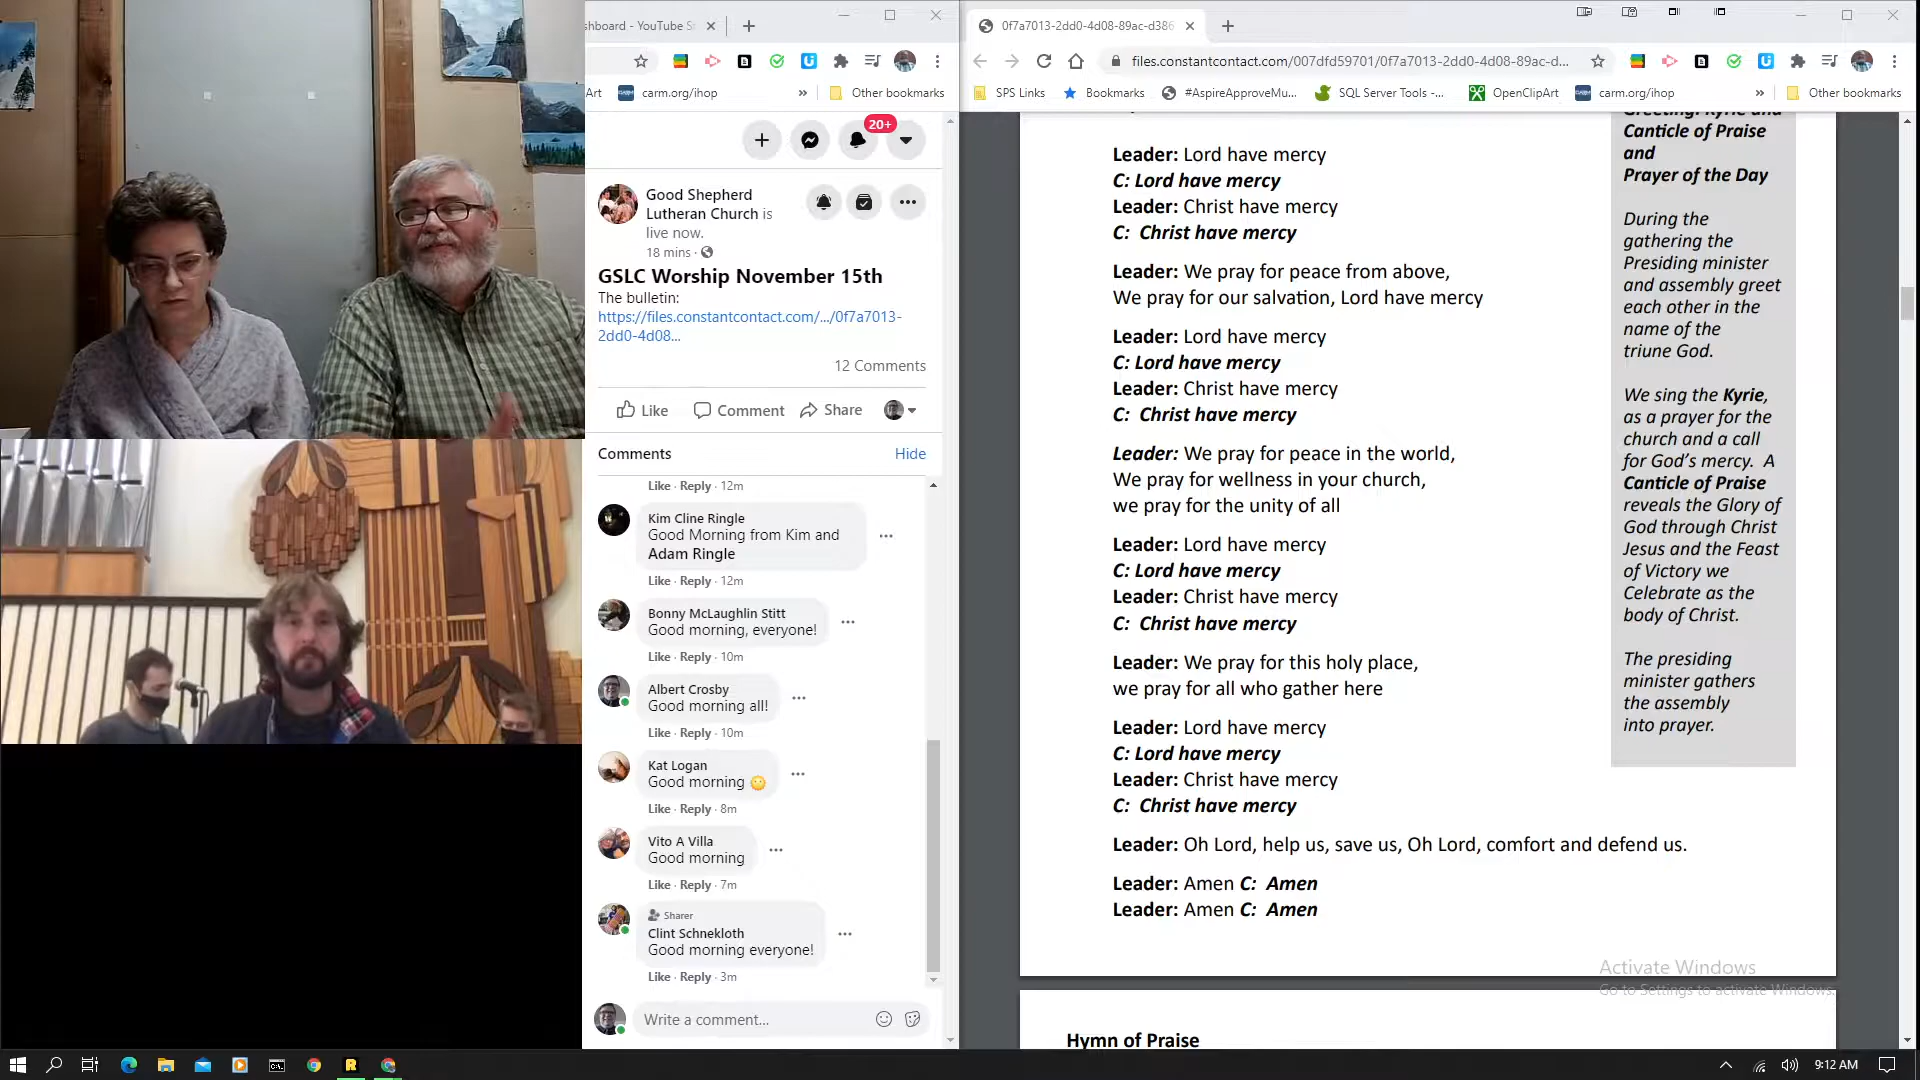 shboard - YouTube S
0f7a7013-2dd0-4d08-89ac-d386
files.constantcontact.com/007dfd59701/0f7a7013-2dd0-4d08-89ac-d...
Art
carm.org/ihop
»
Other bookmarks
SPS Links
Bookmarks
#AspireApproveMu...
SQL Server Tools -...
OpenClipArt
carm.org/ihop
»
Other bookmarks
20+
Good Shepherd
Lutheran Church is
live now.
18 mins ·
GSLC Worship November 15th
The bulletin:
https://files.constantcontact.com/.../0f7a7013-
2dd0-4d08...
12 Comments
Like
Comment
Share
Comments
Hide
Like · Reply · 12m
Kim Cline Ringle
Good Morning from Kim and
Adam Ringle
Like · Reply · 12m
Bonny McLaughlin Stitt
Good morning, everyone!
Like · Reply · 10m
Albert Crosby
Good morning all!
Like · Reply · 10m
Kat Logan
Good morning 😳
Like · Reply · 8m
Vito A Villa
Good morning
Like · Reply · 7m
Sharer
Clint Schnekloth
Good morning everyone!
Like · Reply · 3m
Write a comment...
Leader: Lord have mercy
C: Lord have mercy
Leader: Christ have mercy
C: Christ have mercy
Leader: We pray for peace from above,
We pray for our salvation, Lord have mercy
Leader: Lord have mercy
C: Lord have mercy
Leader: Christ have mercy
C: Christ have mercy
Leader: We pray for peace in the world,
We pray for wellness in your church,
we pray for the unity of all
Leader: Lord have mercy
C: Lord have mercy
Leader: Christ have mercy
C: Christ have mercy
Leader: We pray for this holy place,
we pray for all who gather here
Leader: Lord have mercy
C: Lord have mercy
Leader: Christ have mercy
C: Christ have mercy
Leader: Oh Lord, help us, save us, Oh Lord, comfort and defend us.
Leader: Amen C: Amen
Leader: Amen C: Amen
Greeting, Kyrie and
Canticle of Praise
and
Prayer of the Day
During the
gathering the
Presiding minister
and assembly greet
each other in the
name of the
triune God.
We sing the Kyrie,
as a prayer for the
church and a call
for God's mercy. A
Canticle of Praise
reveals the Glory of
God through Christ
Jesus and the Feast
of Victory we
Celebrate as the
body of Christ.
The presiding
minister gathers
the assembly
into prayer.
Activate Windows
Go to Settings to activate Windows.
Hymn of Praise
9:12 AM